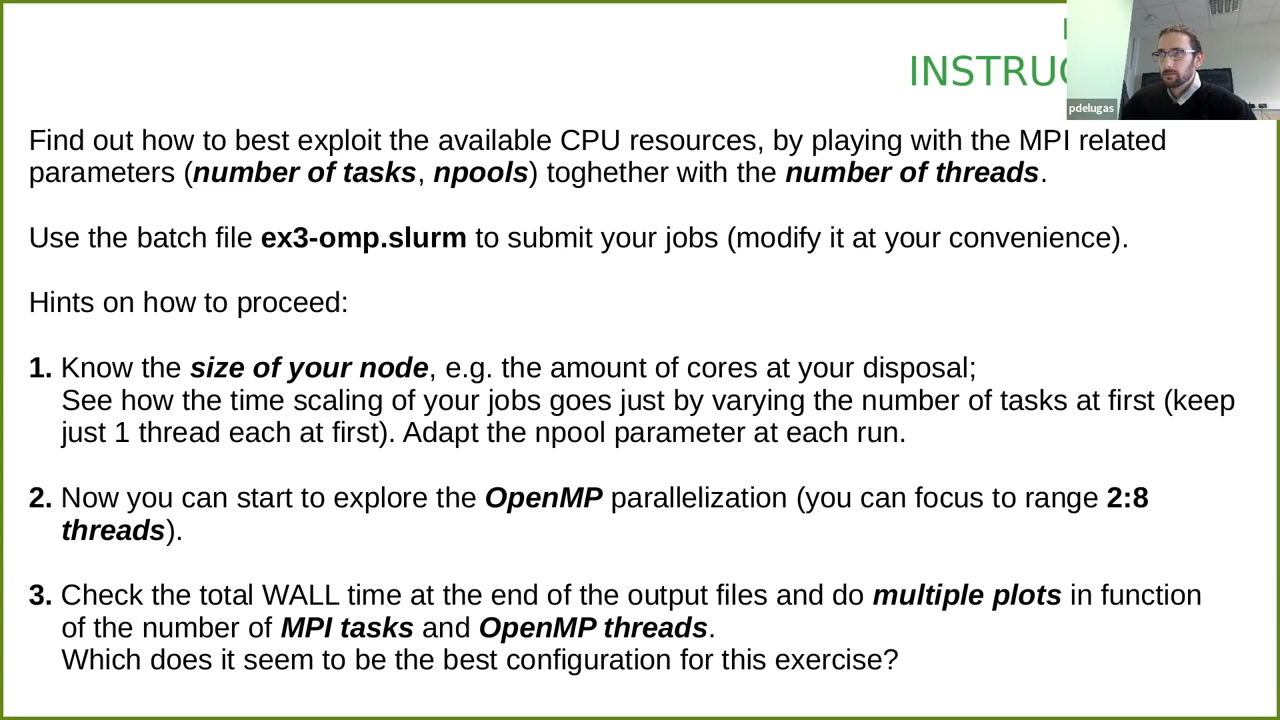 INSTRUC
pdelugas
Find out how to best exploit the available CPU resources, by playing with the MPI related
parameters (number of tasks, npools) toghether with the number of threads.
Use the batch file ex3-omp.slurm to submit your jobs (modify it at your convenience).
Hints on how to proceed:
1. Know the size of your node, e.g. the amount of cores at your disposal;
See how the time scaling of your jobs goes just by varying the number of tasks at first (keep
just 1 thread each at first). Adapt the npool parameter at each run.
2. Now you can start to explore the OpenMP parallelization (you can focus to range 2:8
threads).
3. Check the total WALL time at the end of the output files and do multiple plots in function
of the number of MPI tasks and OpenMP threads.
Which does it seem to be the best configuration for this exercise?